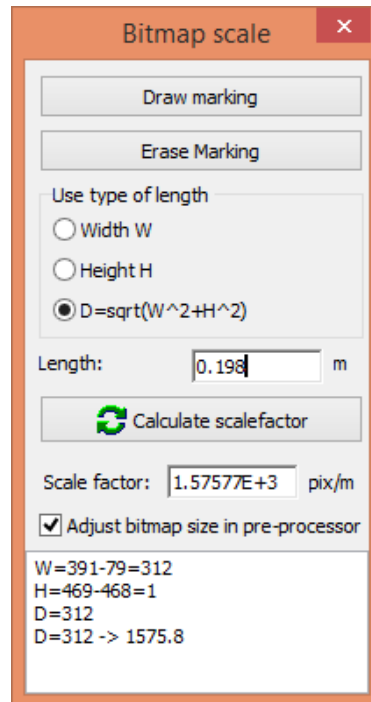 Bitmap scale
Draw marking
Erase Marking
Use type of length
Width W
Height H
D=sqrt(W^2+H^2)
Length: 0.198 m
Calculate scalefactor
Scale factor: 1.57577E+3 pix/m
Adjust bitmap size in pre-processor
W=391-79=312
H=469-468=1
D=312
D=312 -> 1575.8